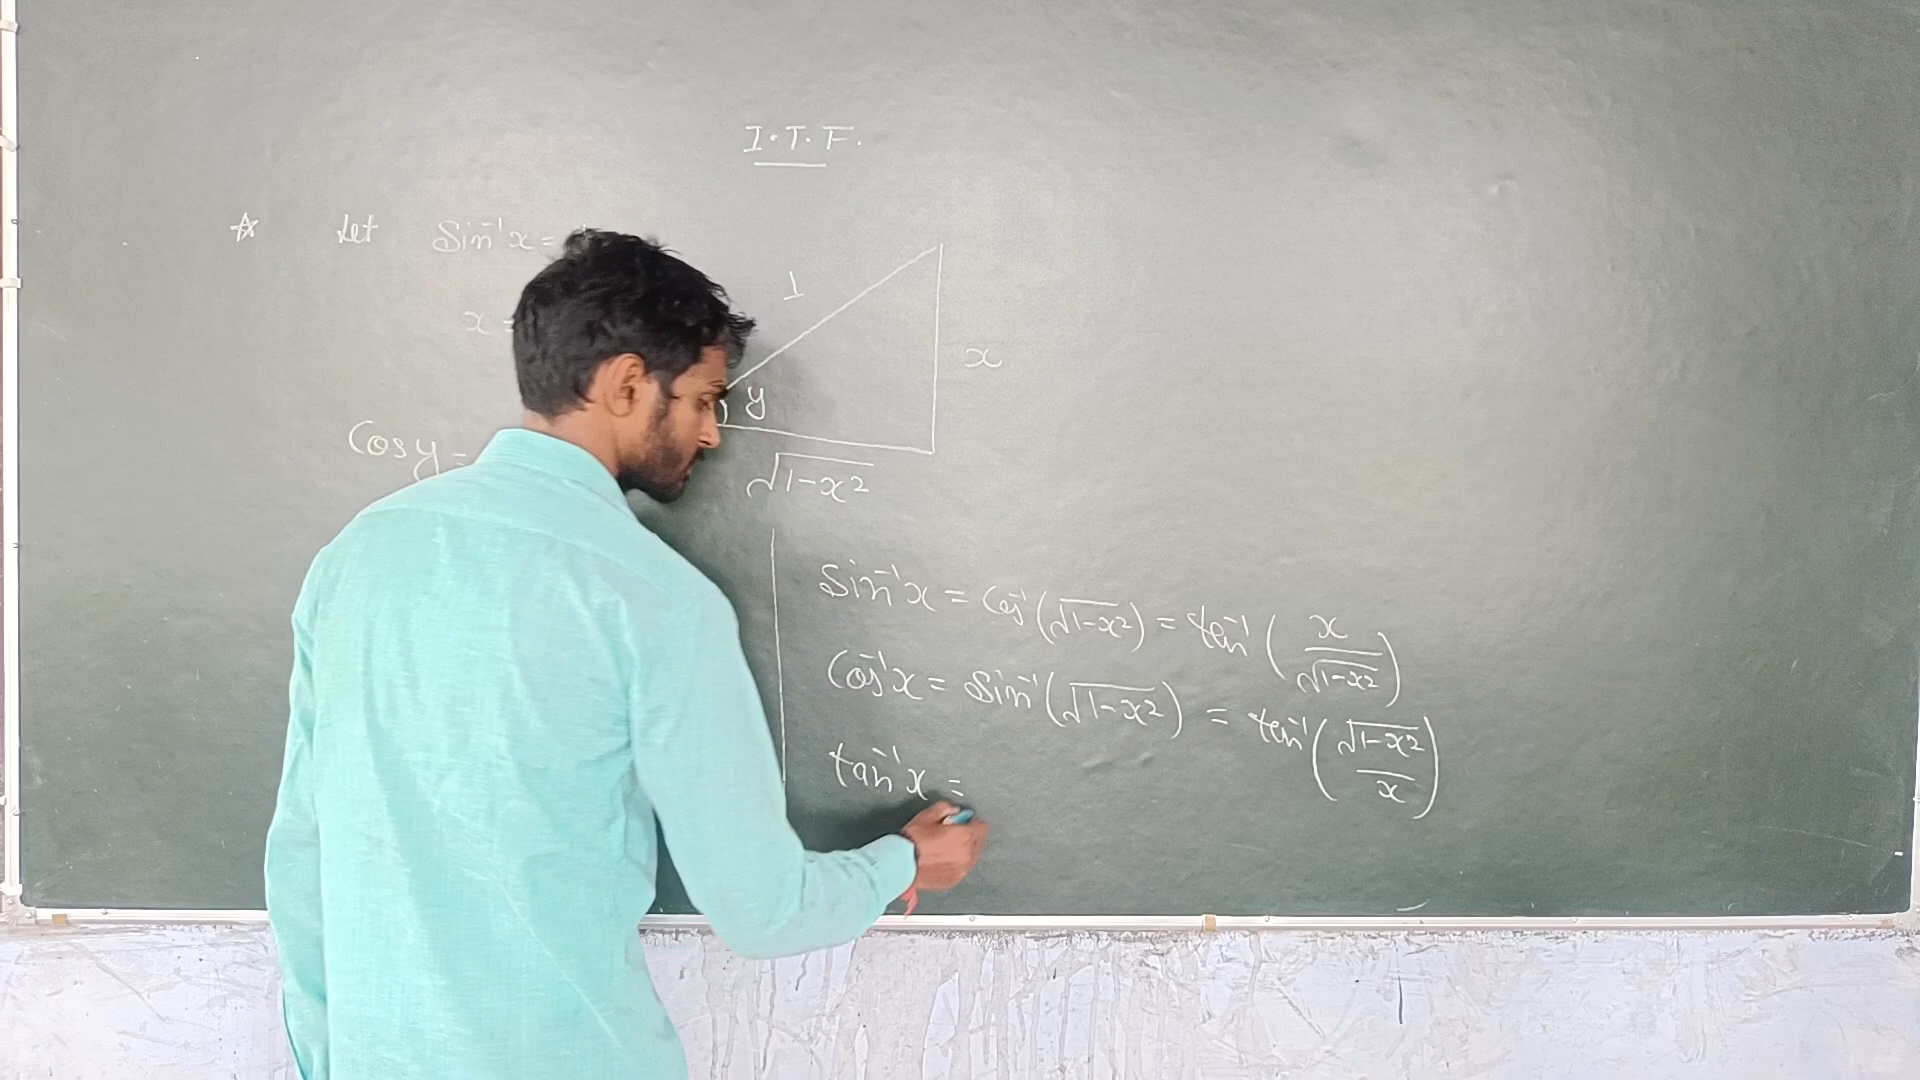 I.T.F.
☆ Let Sin⁻¹x =
x =
1
x
y
Cosy =
√(1-x²)
Sin⁻¹x = Cos⁻¹(√(1-x²)) = tan⁻¹(x/√(1-x²))
Cos⁻¹x = Sin⁻¹(√(1-x²)) = tan⁻¹(√(1-x²)/x)
tan⁻¹x =